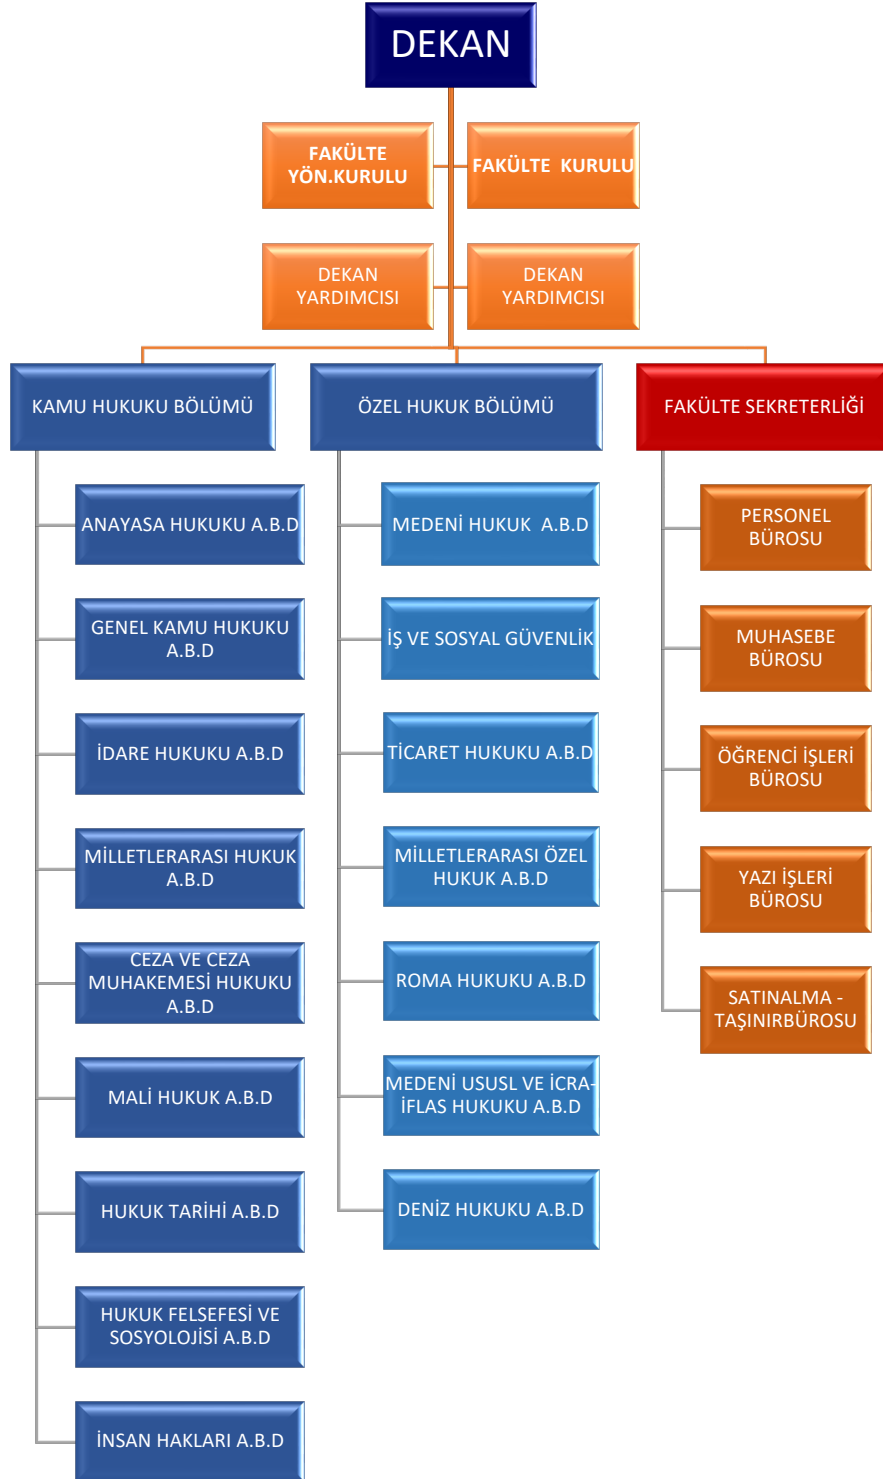 DEKAN
FAKÜLTE
YÖN.KURULU
FAKÜLTE KURULU
DEKAN
YARDIMCISI
DEKAN
YARDIMCISI
KAMU HUKUKU BÖLÜMÜ
ANAYASA HUKUKU A.B.D
GENEL KAMU HUKUKU
A.B.D
İDARE HUKUKU A.B.D
MİLLETLERARASI HUKUK
A.B.D
CEZA VE CEZA
MUHAKEMESİ HUKUKU
A.B.D
MALİ HUKUK A.B.D
HUKUK TARİHİ A.B.D
HUKUK FELSEFESİ VE
SOSYOLOJİSİ A.B.D
İNSAN HAKLARI A.B.D
ÖZEL HUKUK BÖLÜMÜ
MEDENİ HUKUK A.B.D
İŞ VE SOSYAL GÜVENLİK
TİCARET HUKUKU A.B.D
MİLLETLERARASI ÖZEL
HUKUK A.B.D
ROMA HUKUKU A.B.D
MEDENİ USUSL VE İCRA-
İFLAS HUKUKU A.B.D
DENİZ HUKUKU A.B.D
FAKÜLTE SEKRETERLİĞİ
PERSONEL
BÜROSU
MUHASEBE
BÜROSU
ÖĞRENCİ İŞLERİ
BÜROSU
YAZI İŞLERİ
BÜROSU
SATINALMA -
TAŞINIRBÜROSU